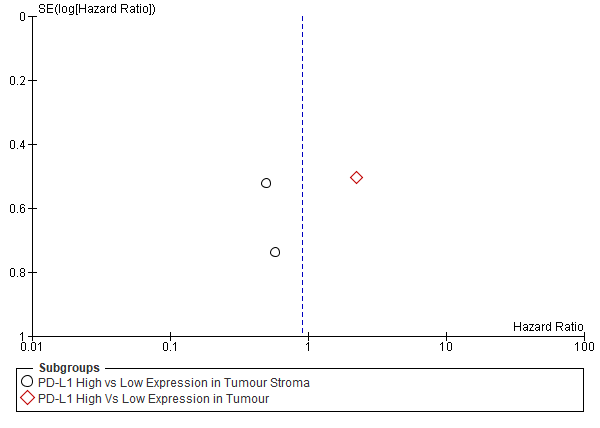 SE(log[Hazard Ratio])
0
0.2
0.4
0.6
0.8
1
Hazard Ratio
0.01 0.1 1 10 100
Subgroups
PD-L1 High vs Low Expression in Tumour Stroma
PD-L1 High Vs Low Expression in Tumour